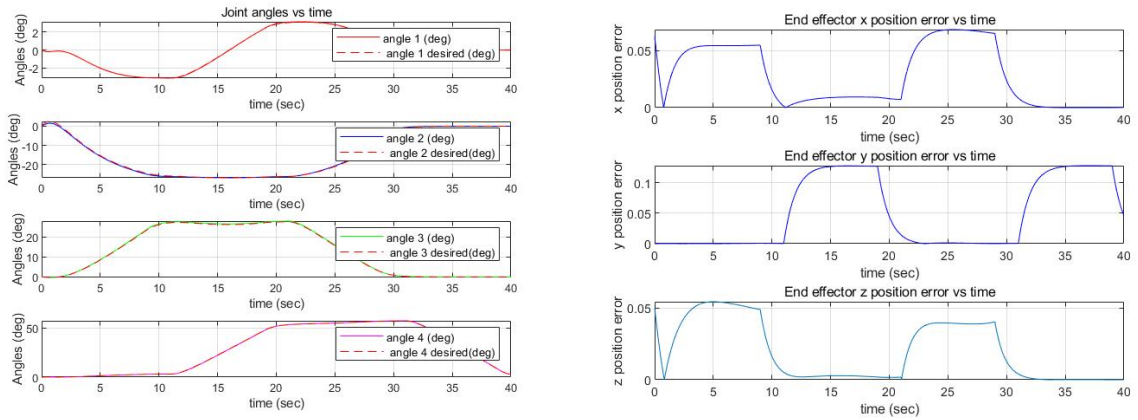 Joint angles vs time
Angles (deg)
2
0
-2
angle 1 (deg)
angle 1 desired (deg)
0 5 10 15 20 25 30 35 40
time (sec)
Angles (deg)
0
-10
-20
angle 2 (deg)
angle 2 desired(deg)
0 5 10 15 20 25 30 35 40
time (sec)
Angles (deg)
20
10
0
angle 3 (deg)
angle 3 desired(deg)
0 5 10 15 20 25 30 35 40
time (sec)
Angles (deg)
50
0
angle 4 (deg)
angle 4 desired(deg)
0 5 10 15 20 25 30 35 40
time (sec)
End effector x position error vs time
x position error
0.05
0
0 5 10 15 20 25 30 35 40
time (sec)
End effector y position error vs time
y position error
0.1
0.05
0
0 5 10 15 20 25 30 35 40
time (sec)
End effector z position error vs time
z position error
0.05
0
0 5 10 15 20 25 30 35 40
time (sec)